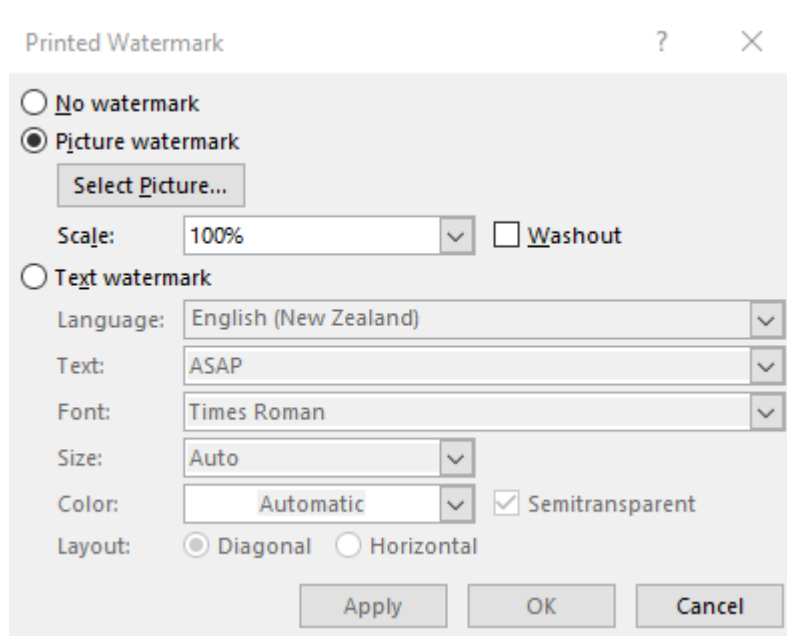 Printed Watermark ? ×
No watermark
Picture watermark
Select Picture...
Scale: 100% Washout
Text watermark
Language: English (New Zealand)
Text: ASAP
Font: Times Roman
Size: Auto
Color: Automatic Semitransparent
Layout: Diagonal Horizontal
Apply OK Cancel